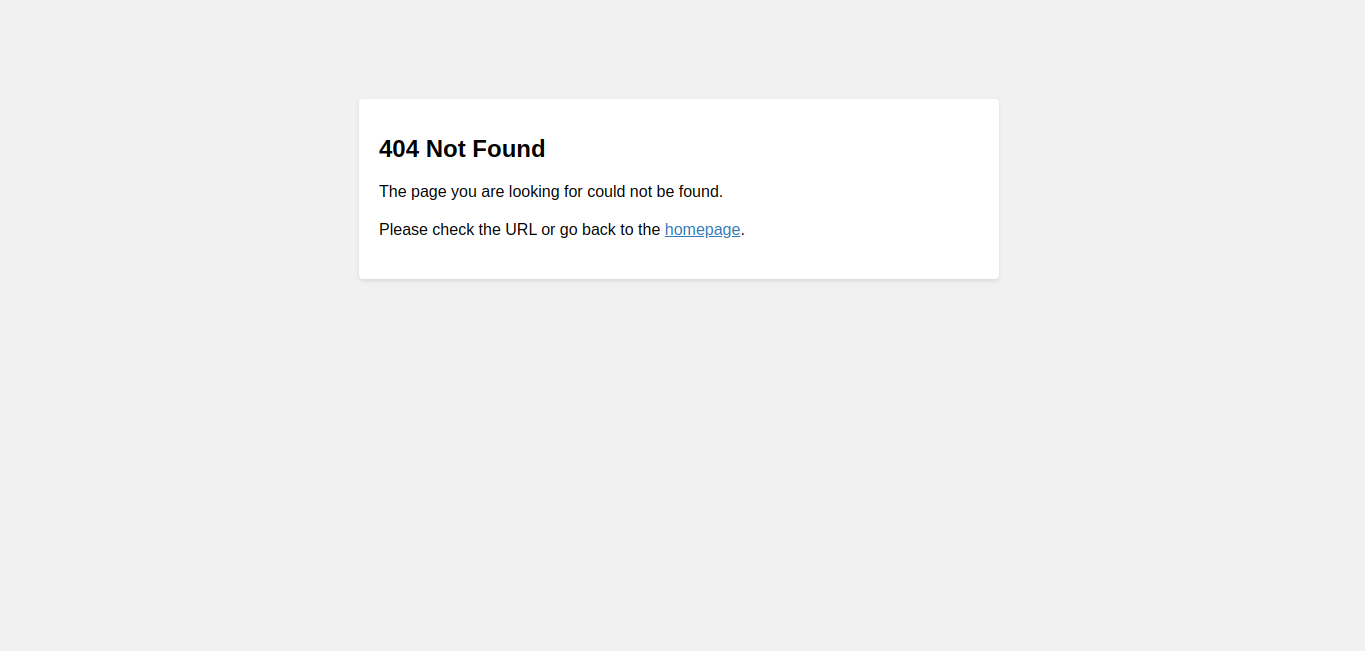 404 Not Found
The page you are looking for could not be found.
Please check the URL or go back to the homepage.